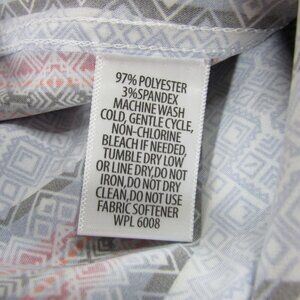 97% POLYESTER
3%SPANDEX
MACHINE WASH
COLD, GENTLE CYCLE,
NON-CHLORINE
BLEACH IF NEEDED,
TUMBLE DRY LOW
OR LINE DRY,DO NOT
IRON,DO NOT DRY
CLEAN,DO NOT USE
FABRIC SOFTENER
WPL 6008